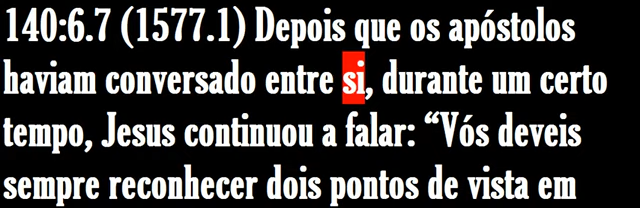 140:6.7 (1577.1) Depois que os apóstolos
haviam conversado entre si, durante um certo
tempo, Jesus continuou a falar: “Vós deveis
sempre reconhecer dois pontos de vista em